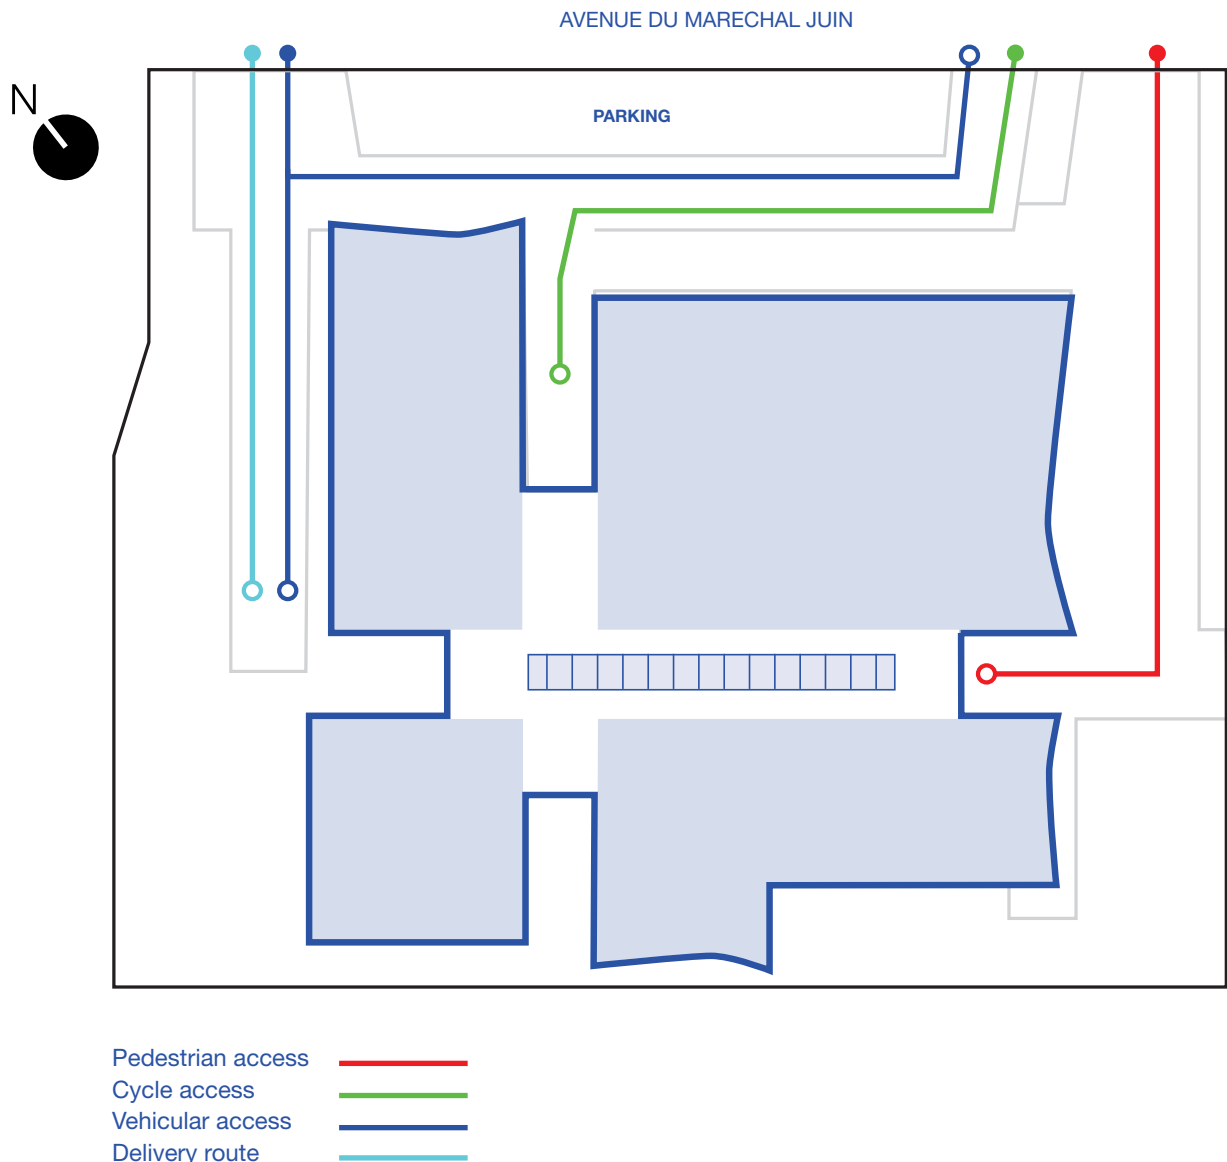 AVENUE DU MARECHAL JUIN
N
PARKING
Pedestrian access
Cycle access
Vehicular access
Delivery route